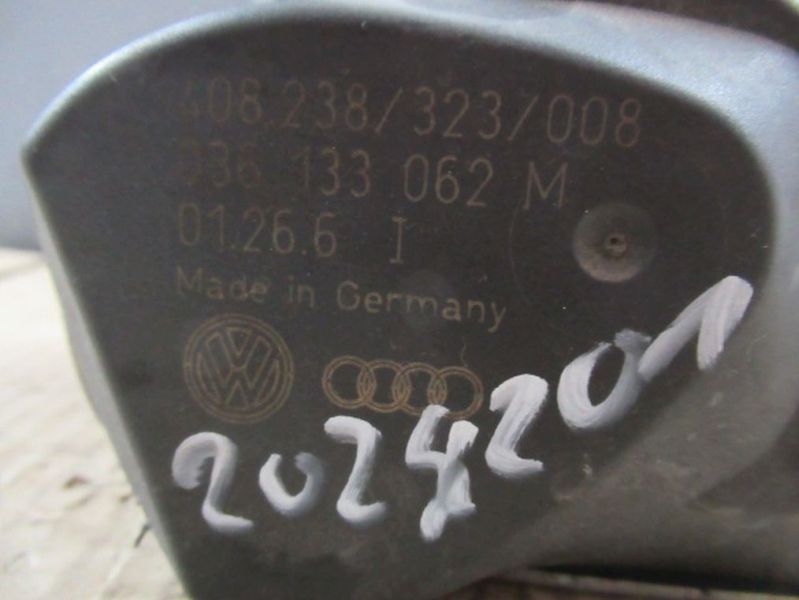 408.238/323/008
036 133 062 M
01.26.6 I
Made in Germany
2024201